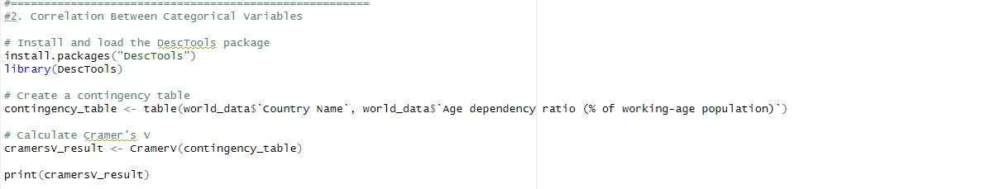 #======================================================
#2. Correlation Between Categorical Variables
# Install and load the DescTools package
install.packages("DescTools")
library(DescTools)
# Create a contingency table
contingency_table <- table(world_data$`Country Name`, world_data$`Age dependency ratio (% of working-age population)`)
# Calculate Cramer's V
cramersV_result <- CramerV(contingency_table)
print(cramersV_result)